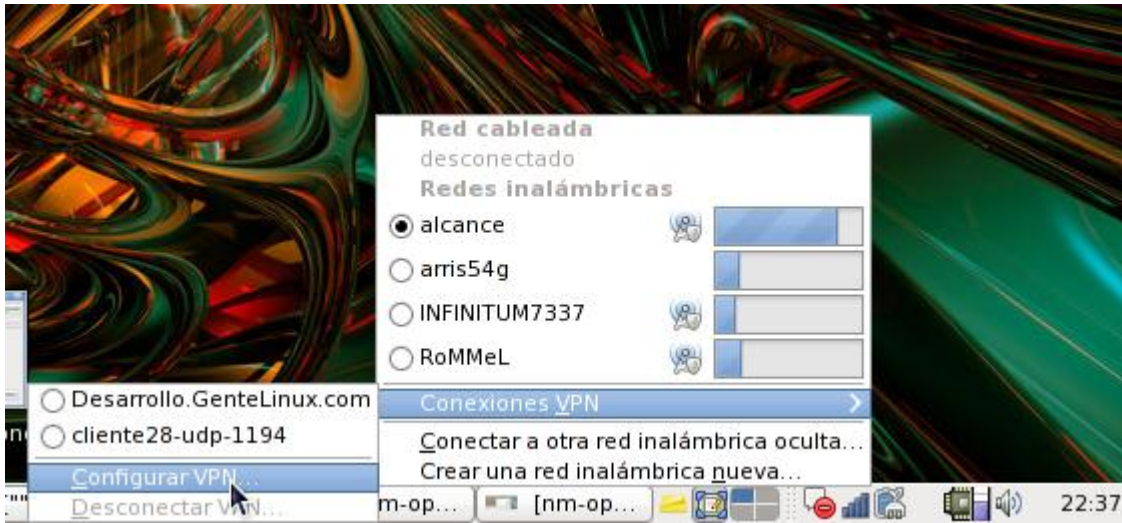 Red cableada
desconectado
Redes inalámbricas
alcance
arris54g
INFINITUM7337
RoMMeL
Conexiones VPN
Conectar a otra red inalámbrica oculta...
Crear una red inalámbrica nueva...
Desarrollo.GenteLinux.com
cliente28-udp-1194
Configurar VPN...
Desconectar VPN...
m-op... [nm-op... 22:37